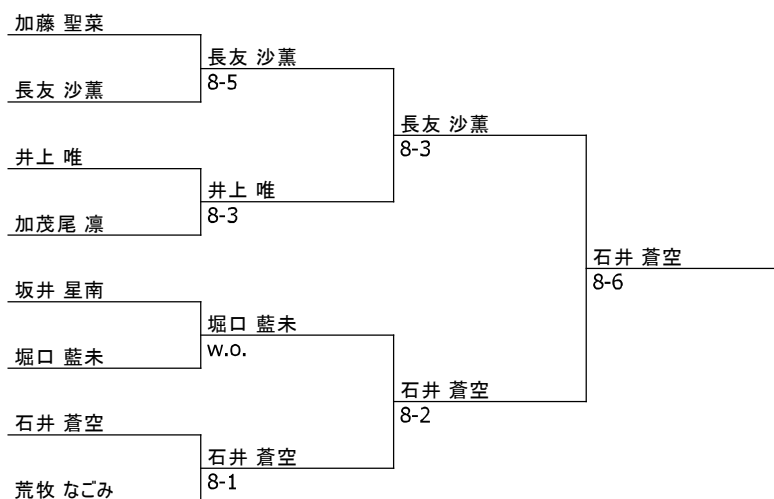 加藤 聖菜
長友 沙薫
8-5
長友 沙薫
長友 沙薫
8-3
井上 唯
井上 唯
8-3
加茂尾 凛
石井 蒼空
8-6
坂井 星南
堀口 藍未
w.o.
堀口 藍未
石井 蒼空
8-2
石井 蒼空
石井 蒼空
8-1
荒牧 なごみ